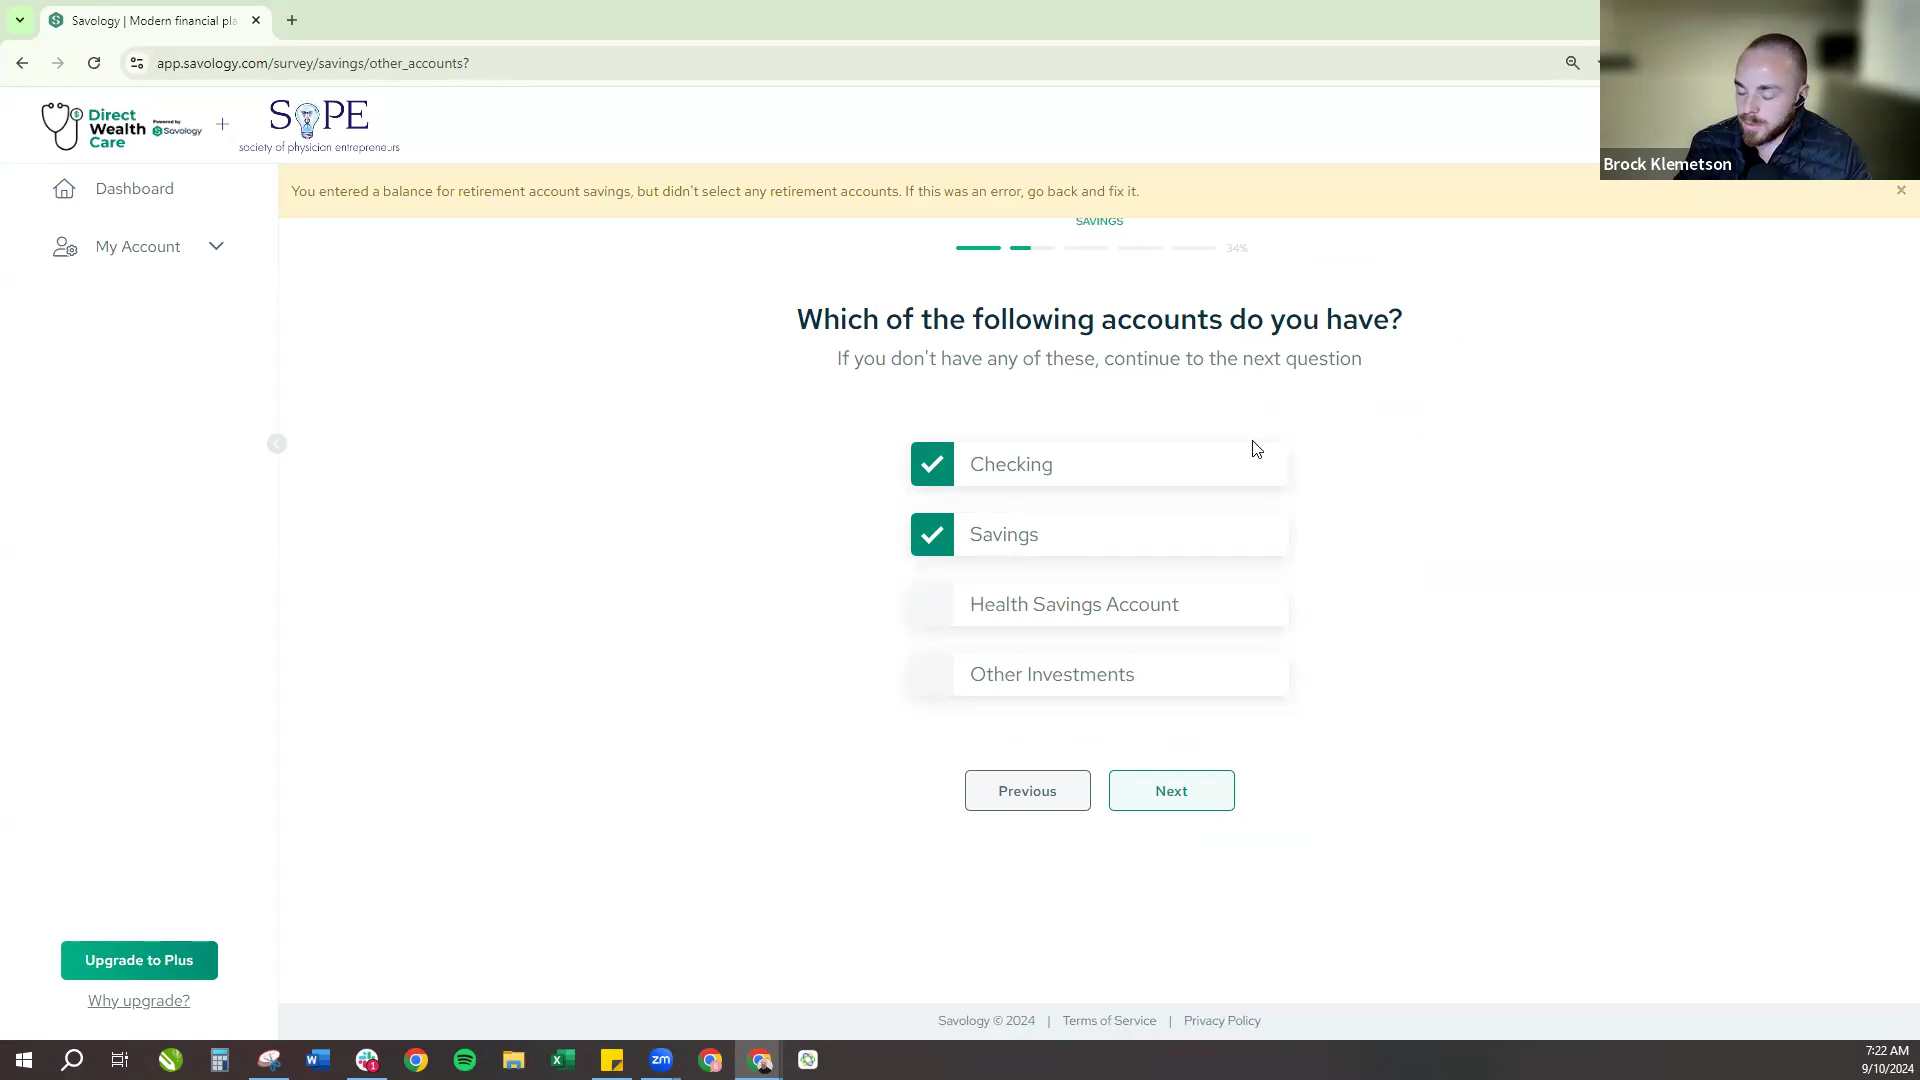 Savology | Modern financial pla
app.savology.com/survey/savings/other_accounts?
Direct
Wealth
Care
Powered by
Savology
+
SOPE
society of physician entrepreneurs
Brock Klemetson
Dashboard
My Account
You entered a balance for retirement account savings, but didn't select any retirement accounts. If this was an error, go back and fix it.
SAVINGS
34%
Which of the following accounts do you have?
If you don't have any of these, continue to the next question
Checking
Savings
Health Savings Account
Other Investments
Previous
Next
Upgrade to Plus
Why upgrade?
Savology © 2024 | Terms of Service | Privacy Policy
zm
1
7:22 AM
9/10/2024